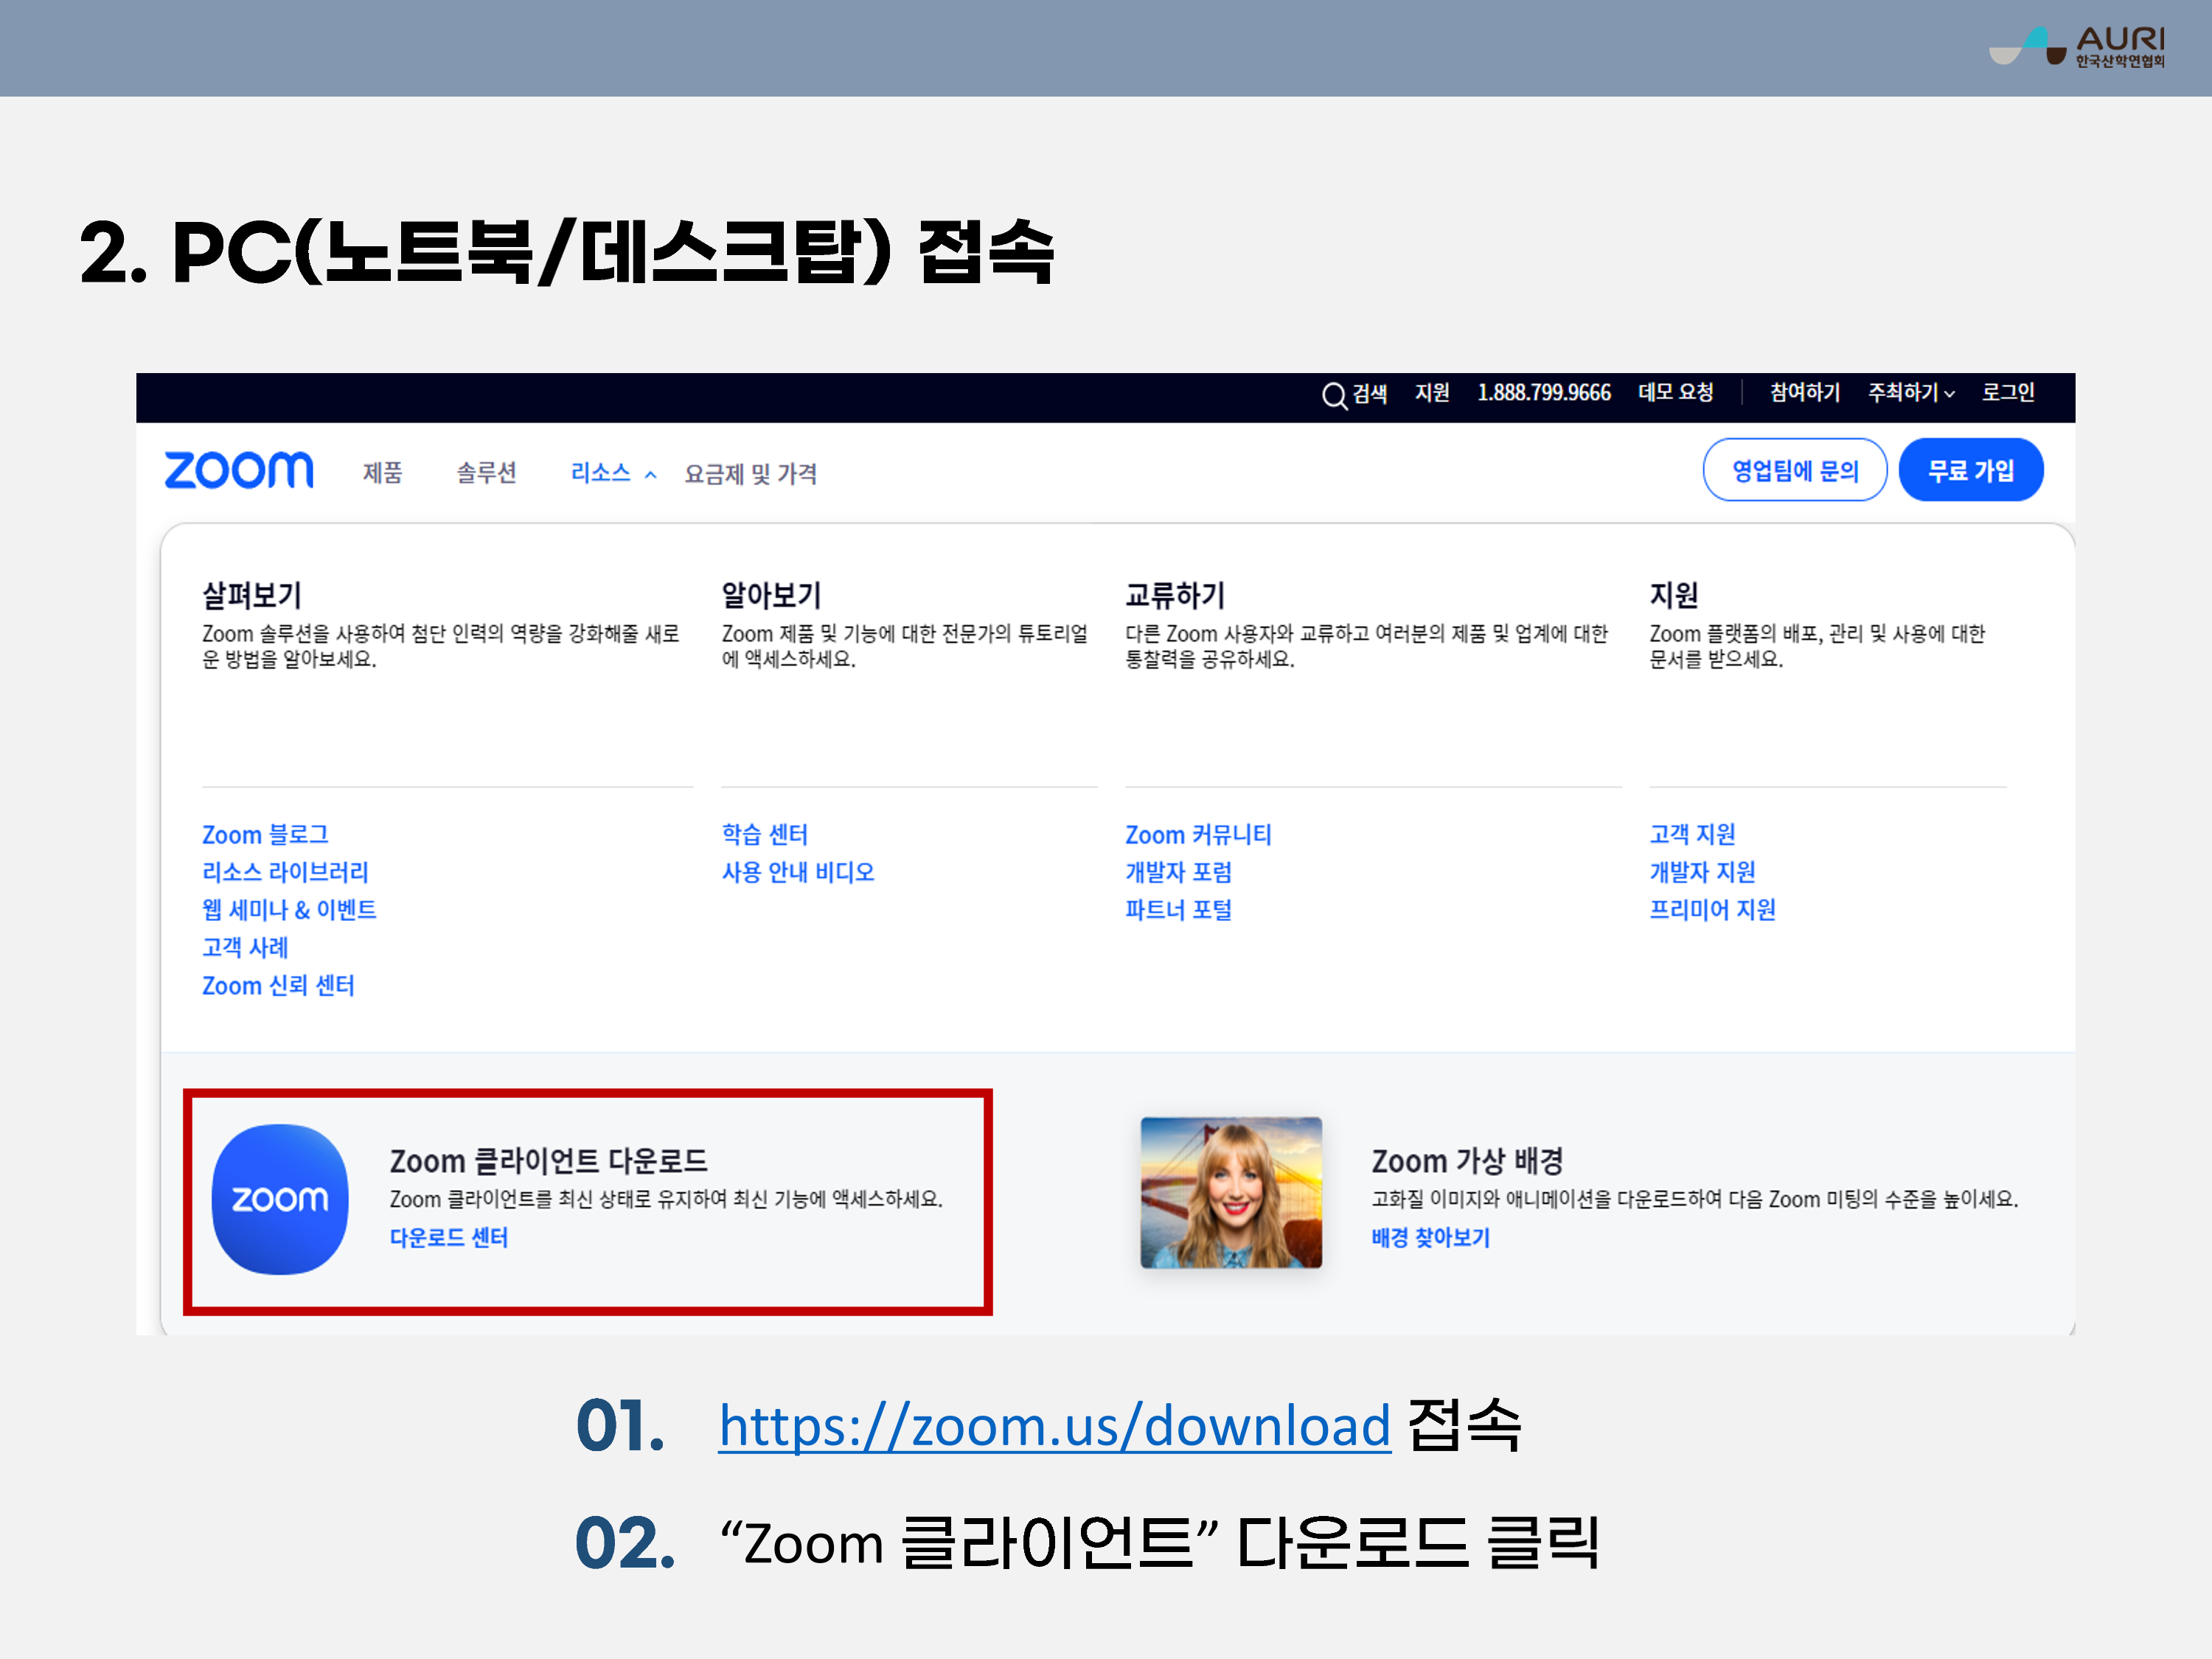 AURI
한국산학연협회
2. PC(노트북/데스크탑) 접속
검색 지원 1.888.799.9666 데모 요청 참여하기 주최하기 로그인
zoom 제품 솔루션 리소스 요금제 및 가격 영업팀에 문의 무료 가입
살펴보기
Zoom 솔루션을 사용하여 첨단 인력의 역량을 강화해줄 새로
운 방법을 알아보세요.
알아보기
Zoom 제품 및 기능에 대한 전문가의 튜토리얼
에 액세스하세요.
교류하기
다른 Zoom 사용자와 교류하고 여러분의 제품 및 업계에 대한
통찰력을 공유하세요.
지원
Zoom 플랫폼의 배포, 관리 및 사용에 대한
문서를 받으세요.
Zoom 블로그
리소스 라이브러리
웹 세미나 & 이벤트
고객 사례
Zoom 신뢰 센터
학습 센터
사용 안내 비디오
Zoom 커뮤니티
개발자 포럼
파트너 포털
고객 지원
개발자 지원
프리미어 지원
zoom
Zoom 클라이언트 다운로드
Zoom 클라이언트를 최신 상태로 유지하여 최신 기능에 액세스하세요.
다운로드 센터
Zoom 가상 배경
고화질 이미지와 애니메이션을 다운로드하여 다음 Zoom 미팅의 수준을 높이세요.
배경 찾아보기
01. https://zoom.us/download 접속
02. “Zoom 클라이언트” 다운로드 클릭